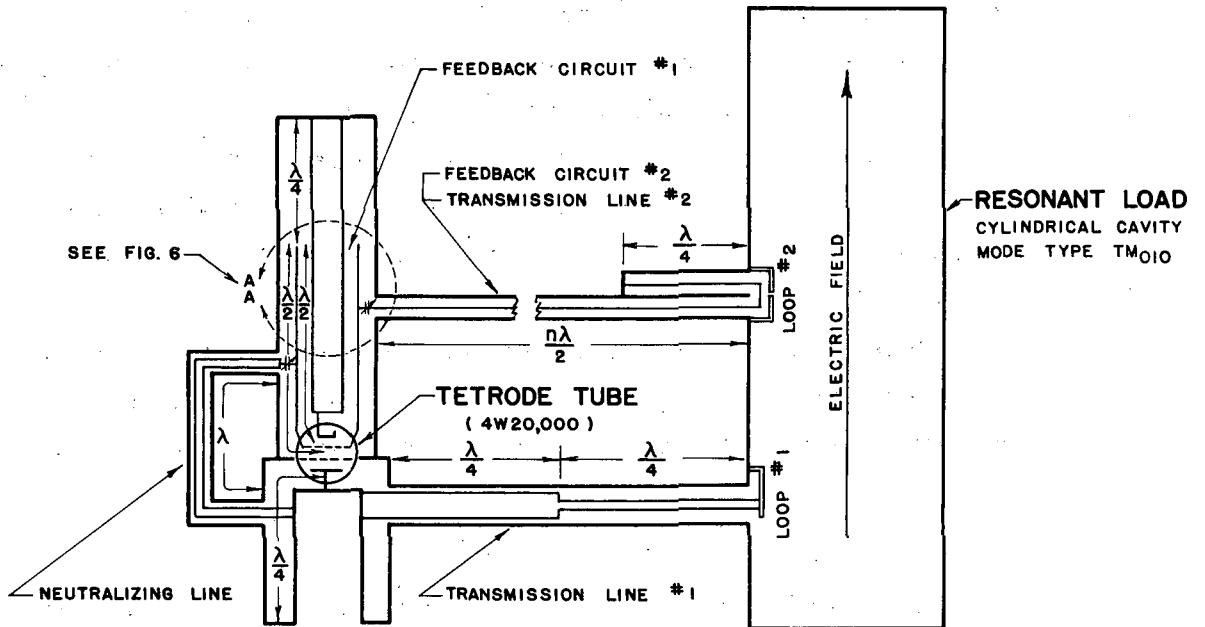 FEEDBACK CIRCUIT #1
λ/4
FEEDBACK CIRCUIT #2
TRANSMISSION LINE #2
RESONANT LOAD
CYLINDRICAL CAVITY
MODE TYPE TM010
SEE FIG. 6
A
A
λ/4
LOOP #2
λ/2
λ/2
nλ/2
ELECTRIC FIELD
TETRODE TUBE
( 4W20,000 )
λ
λ/4
λ/4
LOOP #1
λ/4
NEUTRALIZING LINE
TRANSMISSION LINE #1